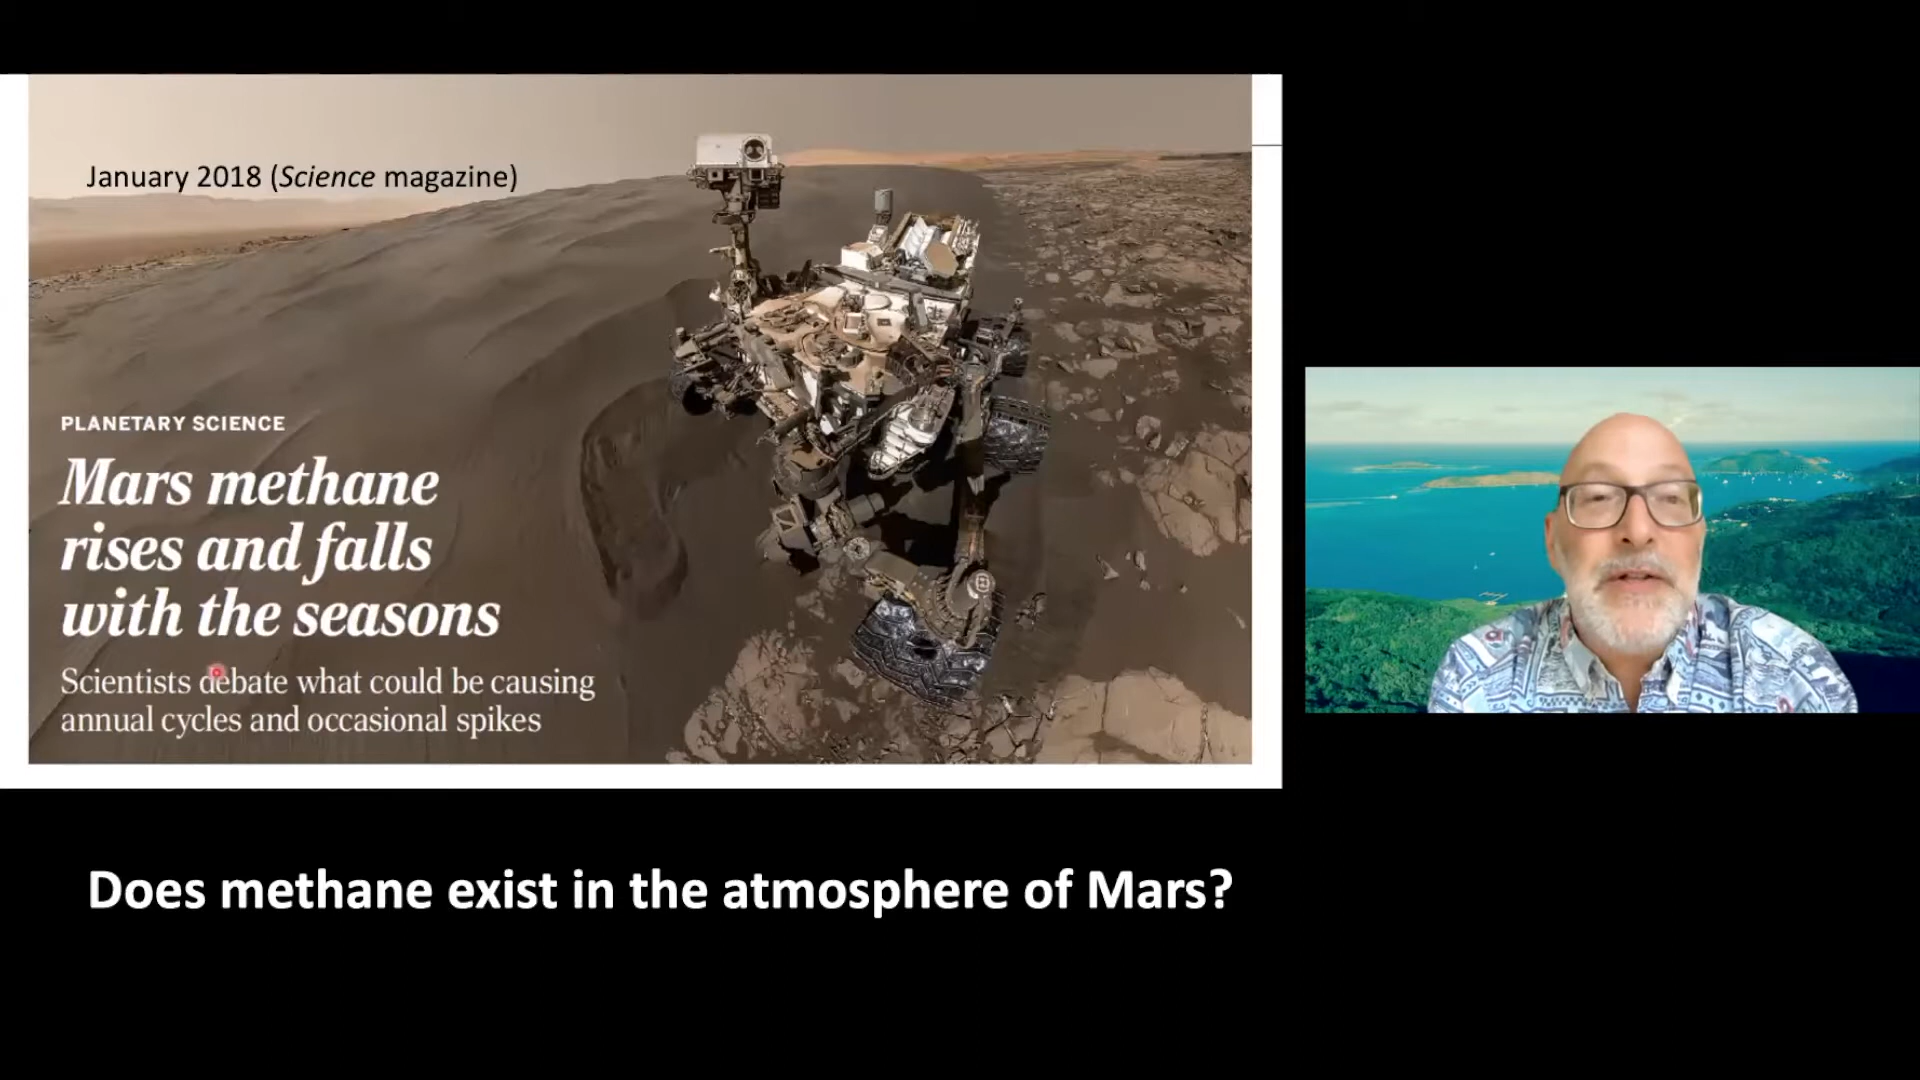 January 2018 (Science magazine)
PLANETARY SCIENCE
Mars methane
rises and falls
with the seasons
Scientists debate what could be causing
annual cycles and occasional spikes
Does methane exist in the atmosphere of Mars?